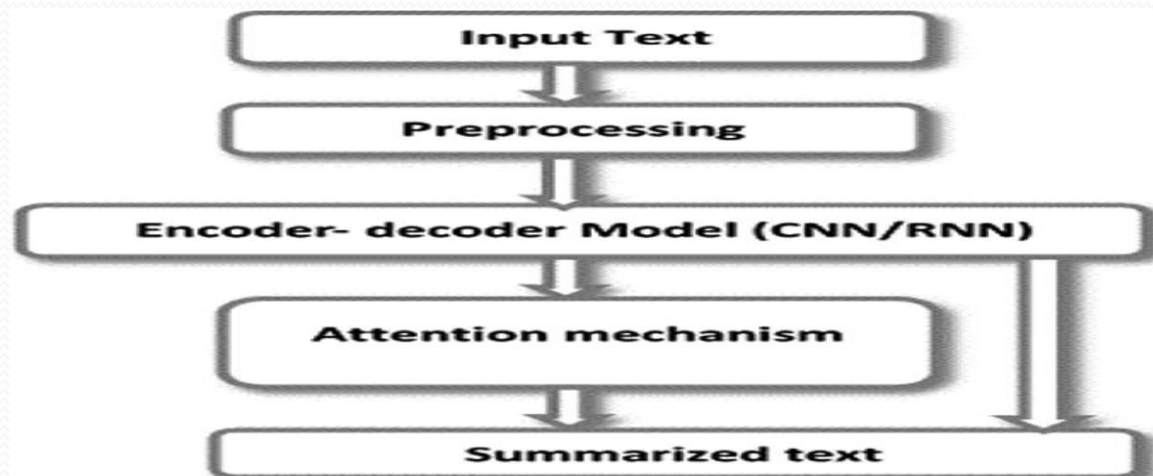 Input Text
Preprocessing
Encoder- decoder Model (CNN/RNN)
Attention mechanism
Summarized text